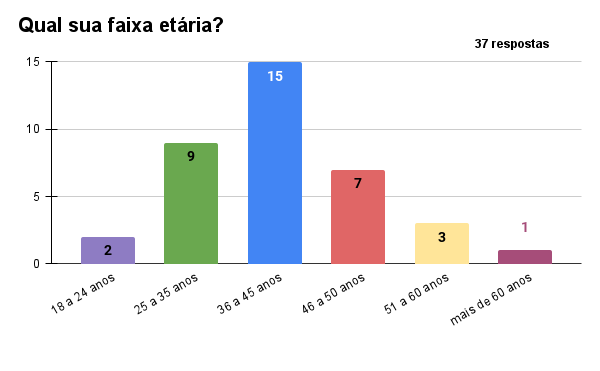 Qual sua faixa etária?
37 respostas
15
10
5
0
2
9
15
7
3
1
18 a 24 anos
25 a 35 anos
36 a 45 anos
46 a 50 anos
51 a 60 anos
mais de 60 anos